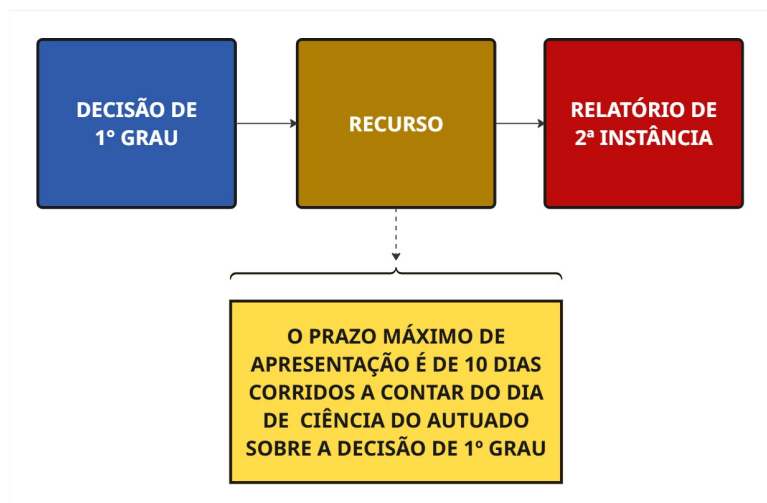 DECISÃO DE
1° GRAU
RECURSO
RELATÓRIO DE
2ª INSTÂNCIA
O PRAZO MÁXIMO DE
APRESENTAÇÃO É DE 10 DIAS
CORRIDOS A CONTAR DO DIA
DE CIÊNCIA DO AUTUADO
SOBRE A DECISÃO DE 1º GRAU